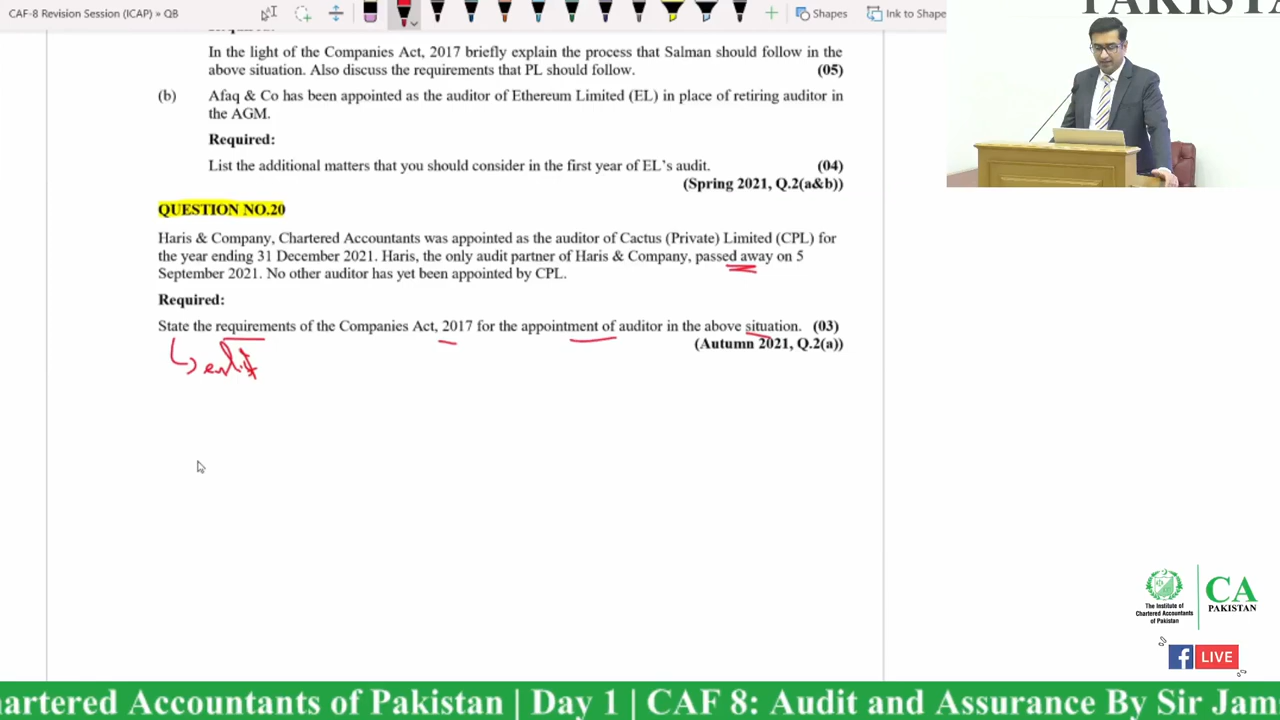 PAKISTAN
CAF-8 Revision Session (ICAP) » QB
Shapes
Ink to Shape
In the light of the Companies Act, 2017 briefly explain the process that Salman should follow in the
above situation. Also discuss the requirements that PL should follow. (05)
(b) Afaq & Co has been appointed as the auditor of Ethereum Limited (EL) in place of retiring auditor in
the AGM.
Required:
List the additional matters that you should consider in the first year of EL's audit. (04)
(Spring 2021, Q.2(a&b))
QUESTION NO.20
Haris & Company, Chartered Accountants was appointed as the auditor of Cactus (Private) Limited (CPL) for
the year ending 31 December 2021. Haris, the only audit partner of Haris & Company, passed away on 5
September 2021. No other auditor has yet been appointed by CPL.
Required:
State the requirements of the Companies Act, 2017 for the appointment of auditor in the above situation. (03)
(Autumn 2021, Q.2(a))
The Institute of
Chartered Accountants
of Pakistan
CA
PAKISTAN
f LIVE
artered Accountants of Pakistan | Day 1 | CAF 8: Audit and Assurance By Sir Jam